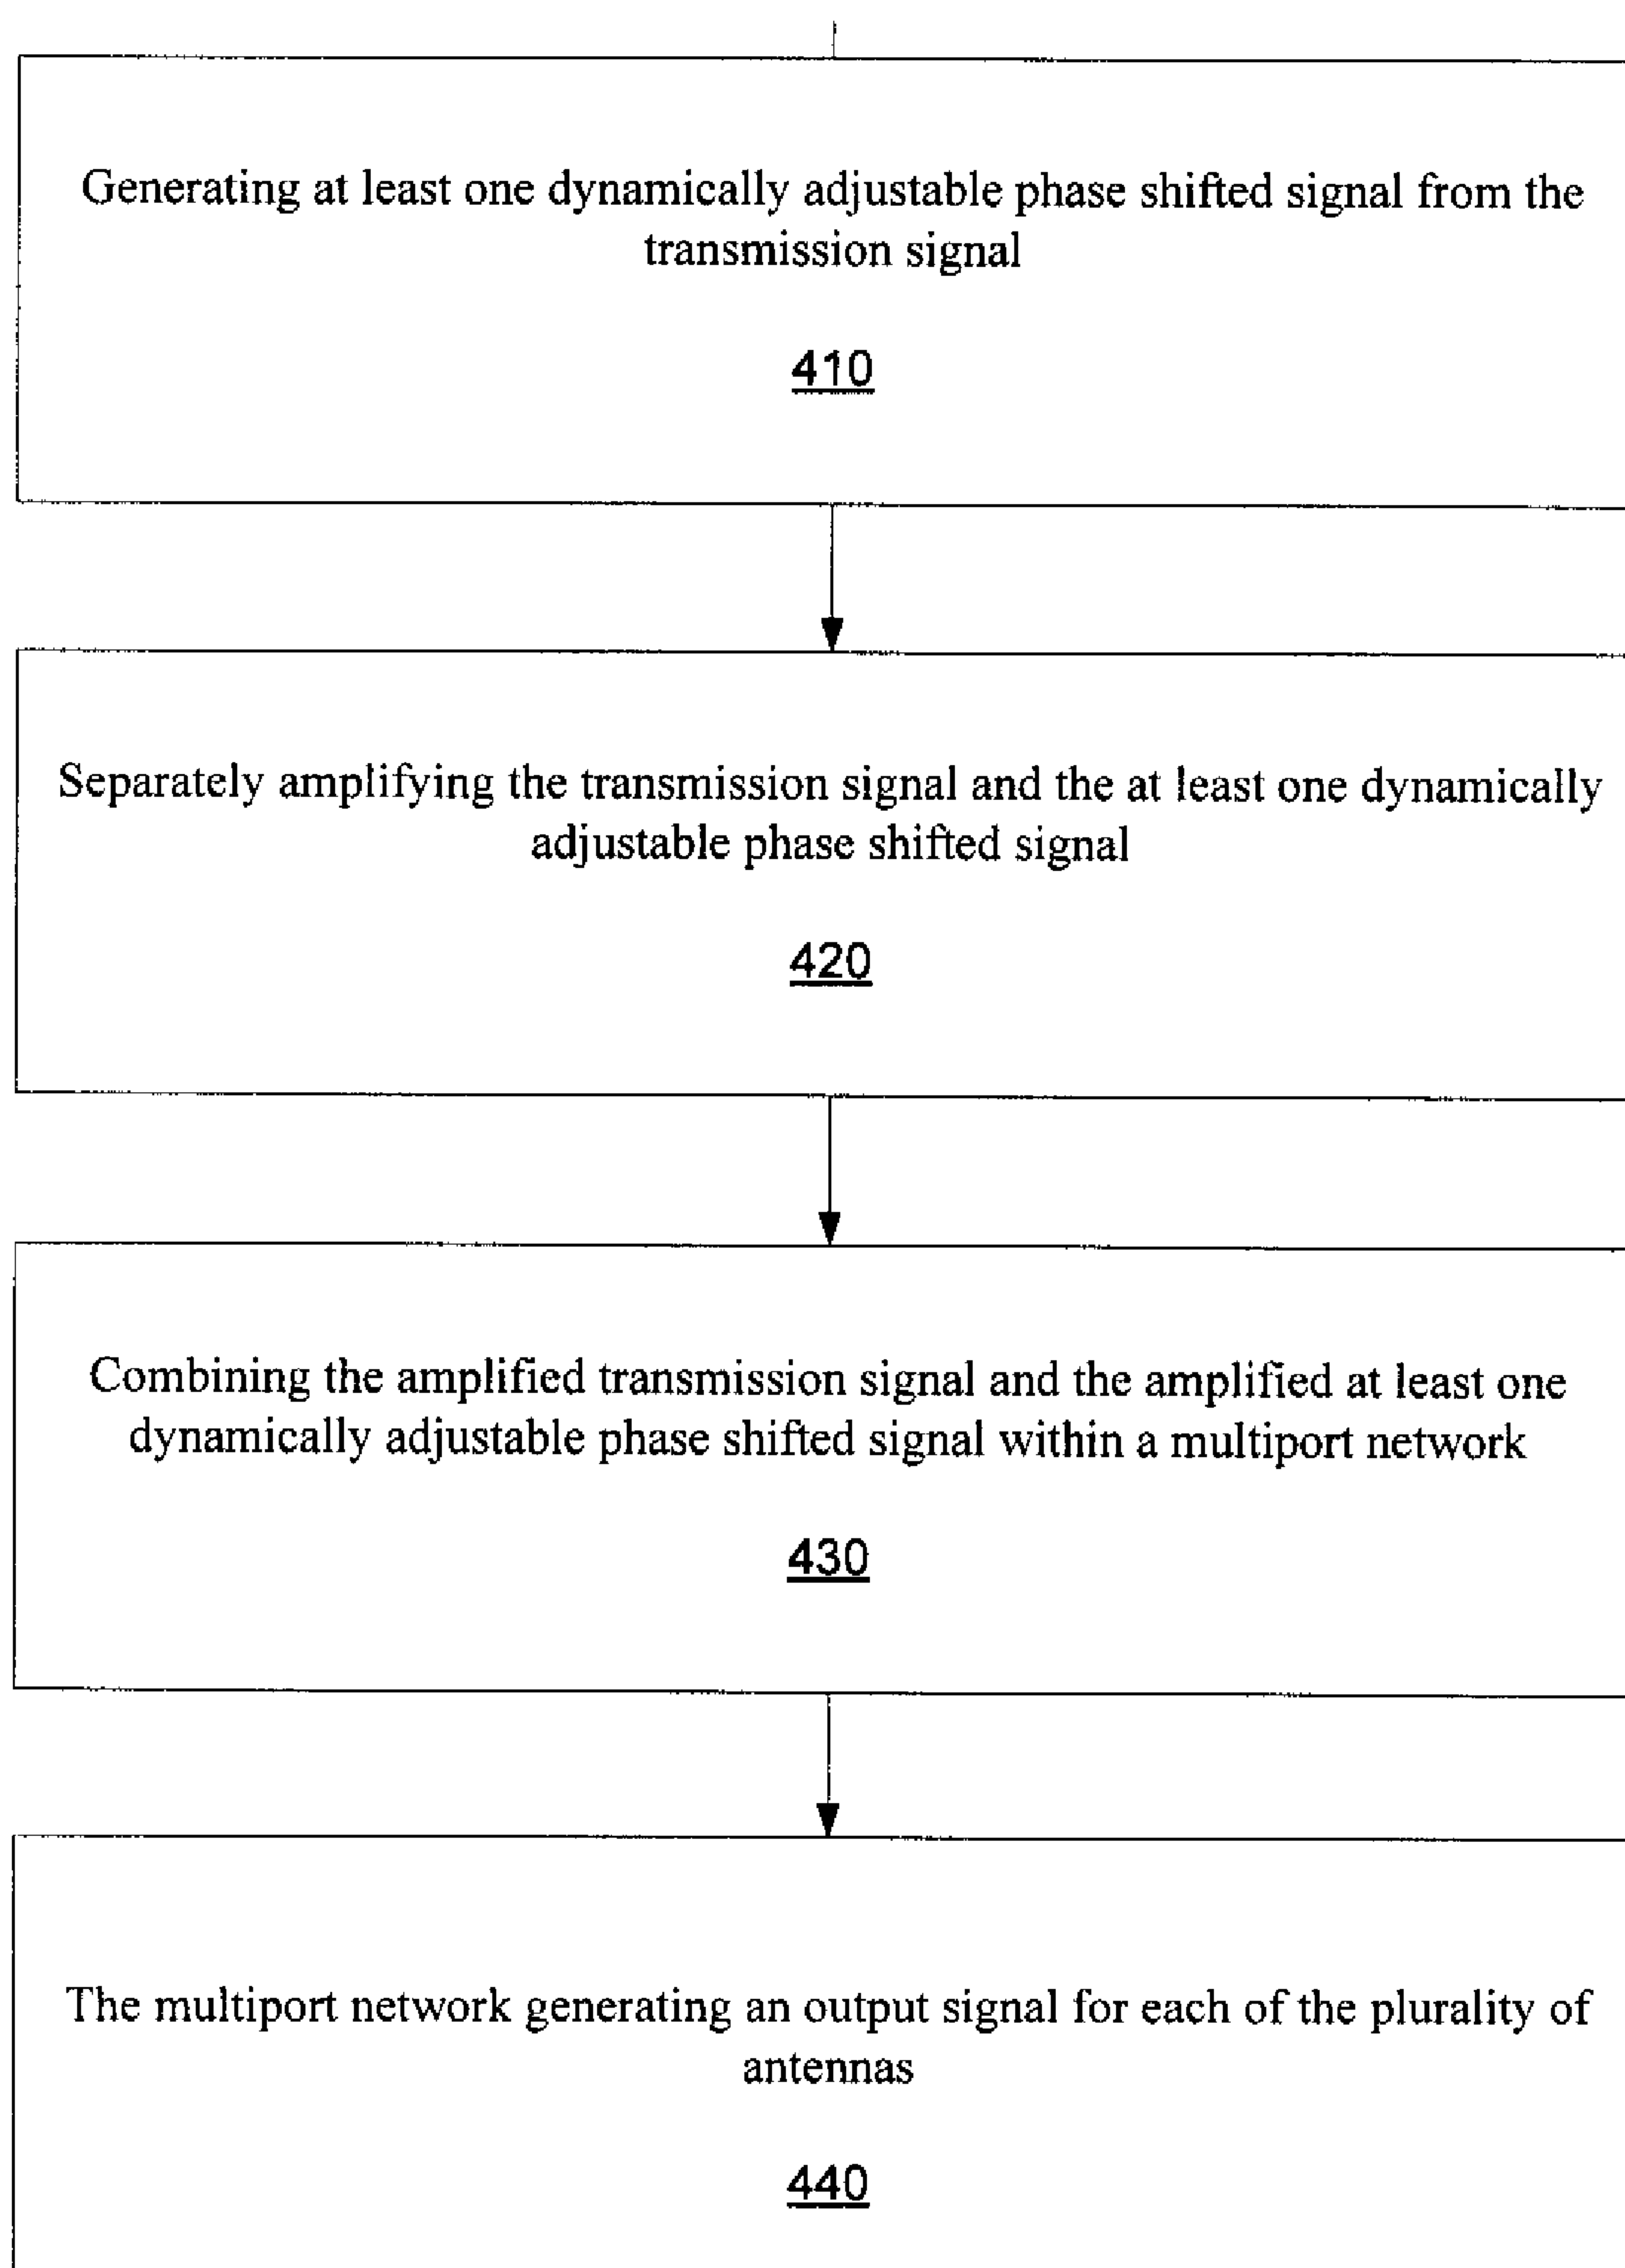 Generating at least one dynamically adjustable phase shifted signal from the
transmission signal
410
Separately amplifying the transmission signal and the at least one dynamically
adjustable phase shifted signal
420
Combining the amplified transmission signal and the amplified at least one
dynamically adjustable phase shifted signal within a multiport network
430
The multiport network generating an output signal for each of the plurality of
antennas
440